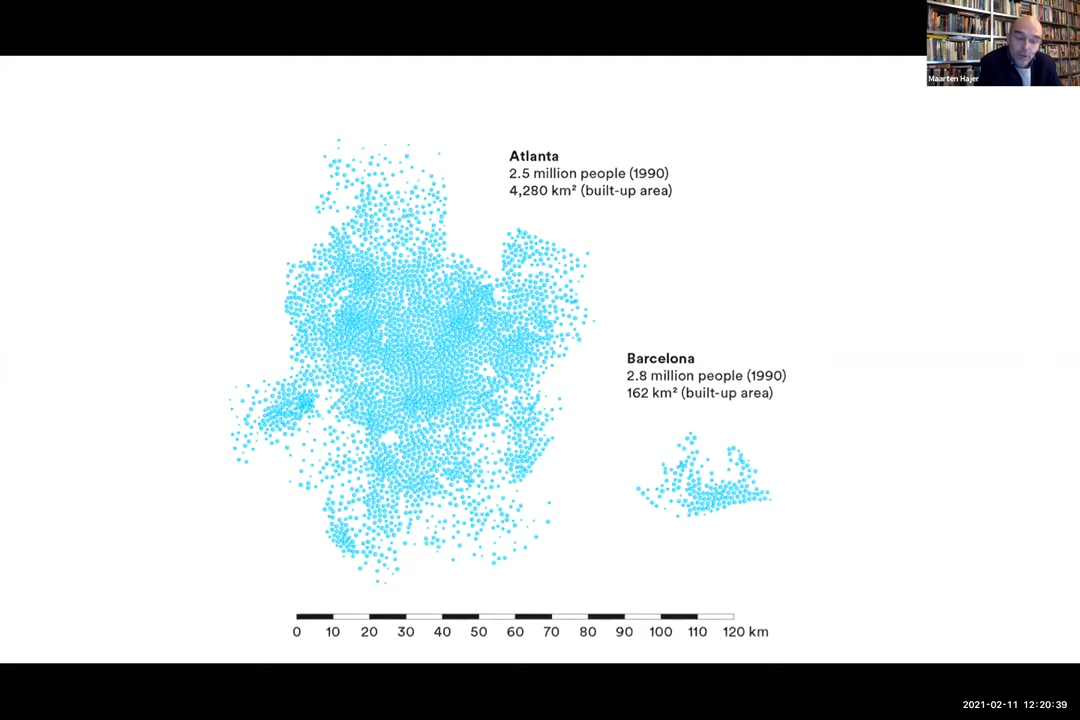 Maarten Hajer
Atlanta
2.5 million people (1990)
4,280 km² (built-up area)
Barcelona
2.8 million people (1990)
162 km² (built-up area)
0 10 20 30 40 50 60 70 80 90 100 110 120 km
2021-02-11 12:20:39